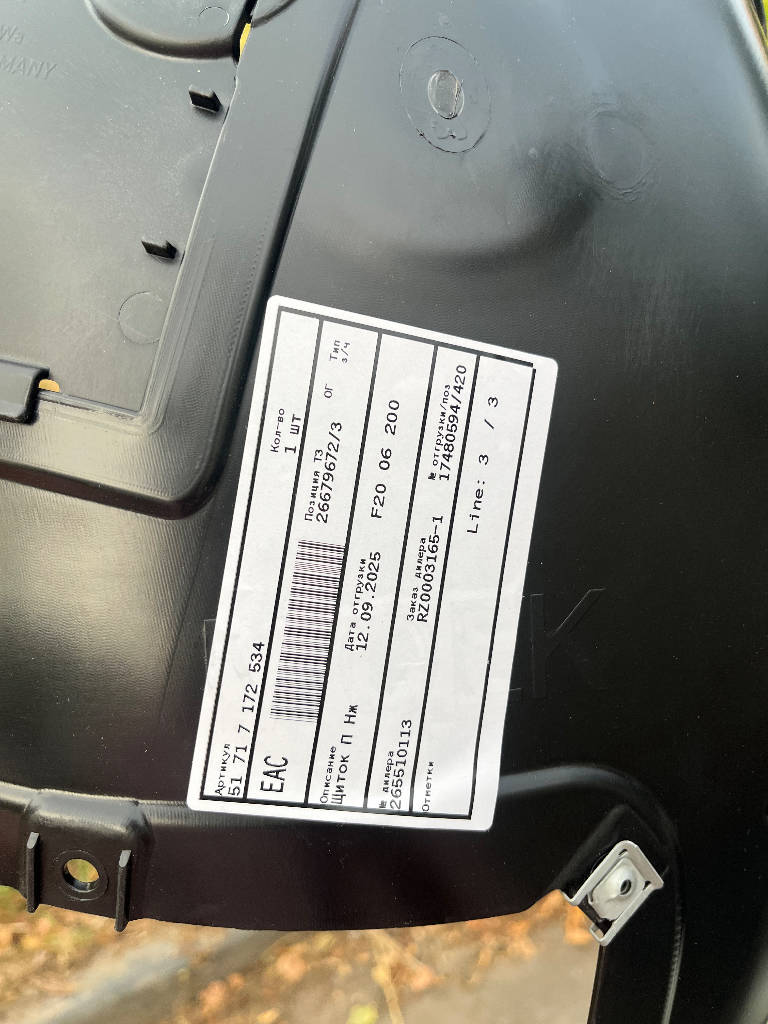 Артикул
51 71 7 172 534
Кол-во
1 ШТ
EAC
Позиция ТЗ
26679672/3
ОГ
Тип
з/ч
Описание
ЩИТОК П НЖ
Дата отгрузки
12.09.2025
F20 06 200
№ дилера
265510113
Заказ дилера
RZ0003165-1
№ отгрузки/поз
17480594/420
Отметки
Line: 3 / 3
MANY